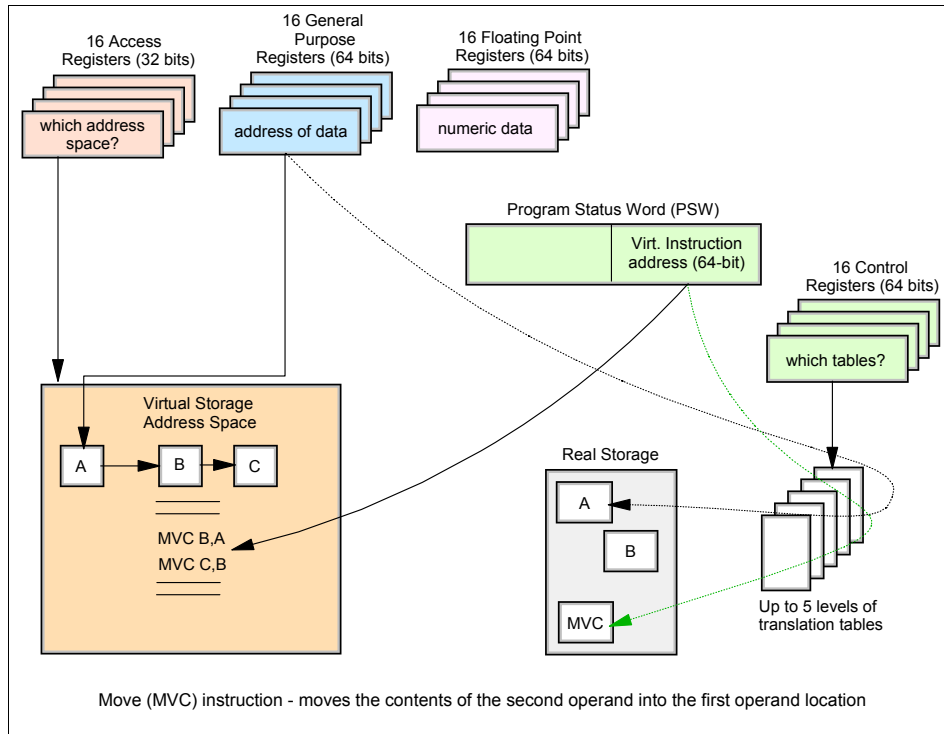 16 Access
Registers (32 bits)
16 General
Purpose
Registers (64 bits)
16 Floating Point
Registers (64 bits)
which address
space?
address of data
numeric data
Program Status Word (PSW)
Virt. Instruction
address (64-bit)
16 Control
Registers (64 bits)
which tables?
Virtual Storage
Address Space
A
B
C
MVC B,A
MVC C,B
Real Storage
A
B
MVC
Up to 5 levels of
translation tables
Move (MVC) instruction - moves the contents of the second operand into the first operand location